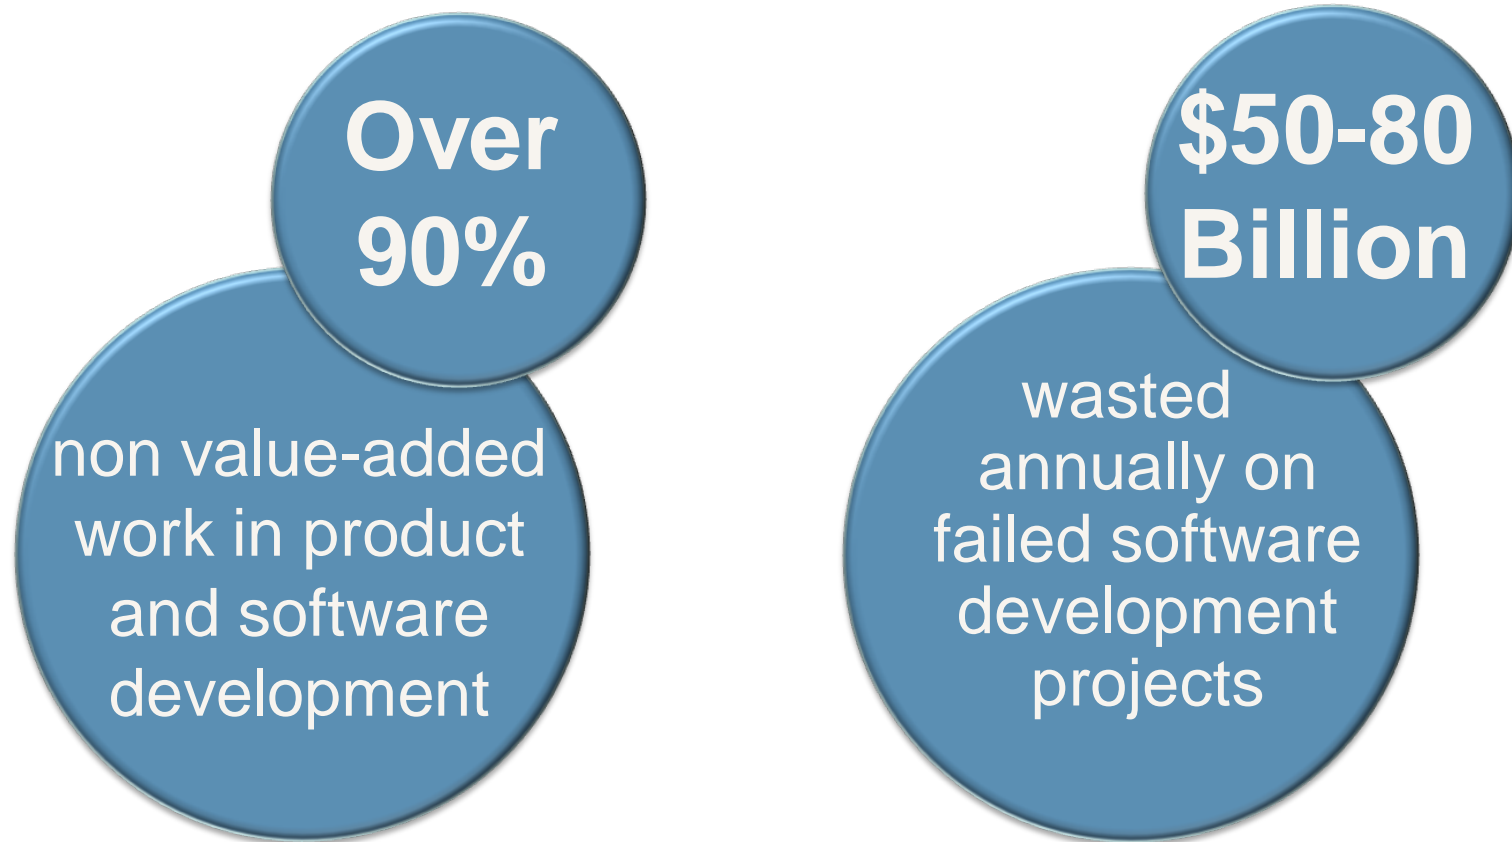 Over
90%
non value-added
work in product
and software
development
$50-80
Billion
wasted
annually on
failed software
development
projects